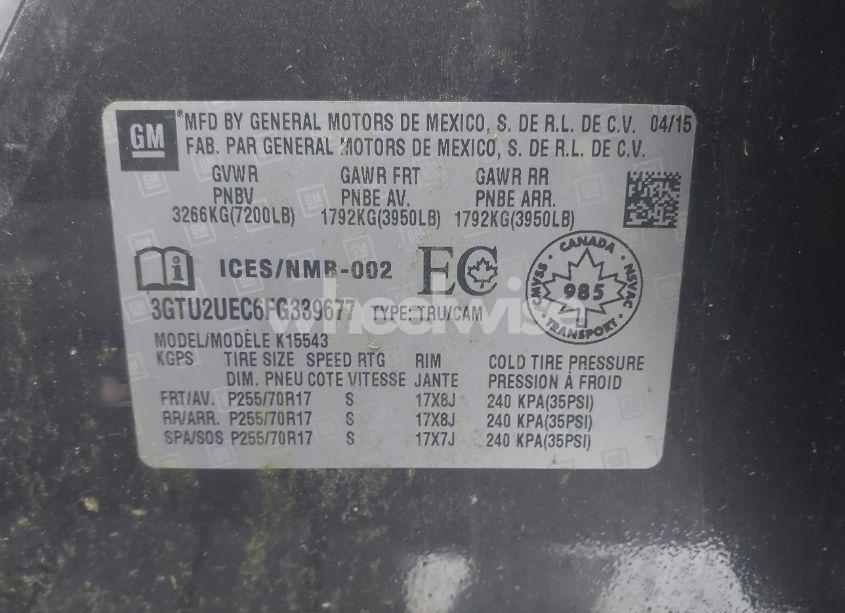 GM ® MFD BY GENERAL MOTORS DE MEXICO, S. DE R.L. DE C.V. 04/15
FAB. PAR GENERAL MOTORS DE MEXICO, S. DE R.L. DE C.V.
GVWR GAWR FRT GAWR RR
PNBV PNBE AV. PNBE ARR.
3266KG(7200LB) 1792KG(3950LB) 1792KG(3950LB)
i ICES/NMB-002 EC
CANADA
CMVSS 985 NSVAC
TRANSPORT
3GTU2UEC6FG339677 TYPE: TRU/CAM
wheelwise
MODEL/MODÈLE K15543
KGPS TIRE SIZE SPEED RTG RIM COLD TIRE PRESSURE
DIM. PNEU COTE VITESSE JANTE PRESSION À FROID
FRT/AV. P255/70R17 S 17X8J 240 KPA(35PSI)
RR/ARR. P255/70R17 S 17X8J 240 KPA(35PSI)
SPA/SOS P255/70R17 S 17X7J 240 KPA(35PSI)